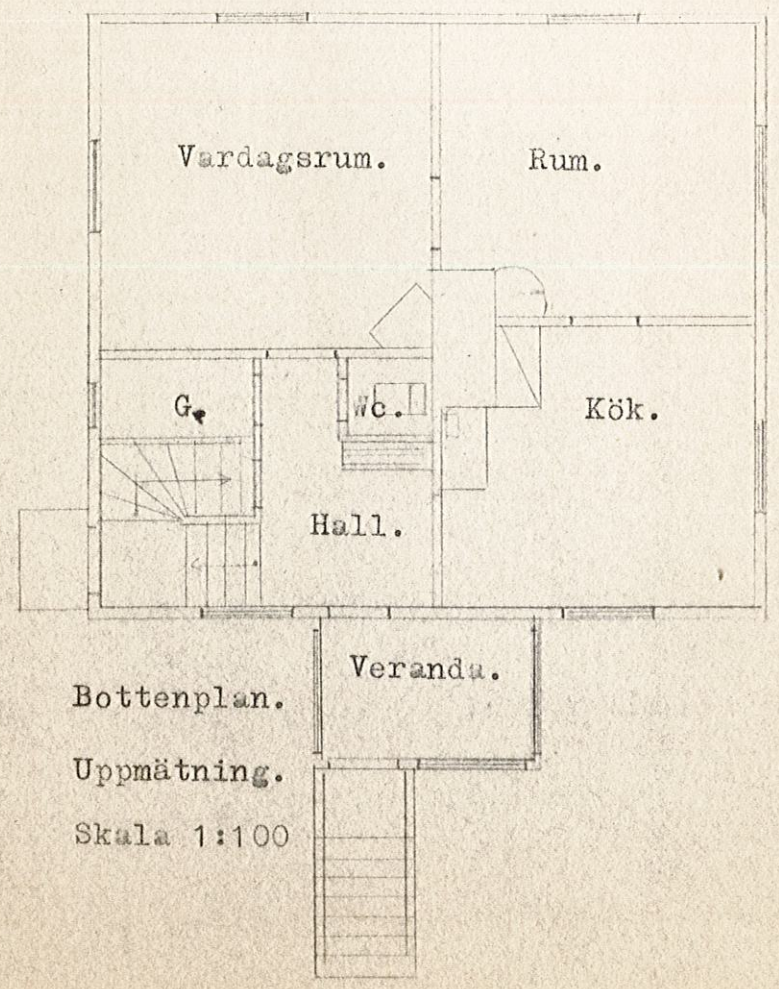 Vardagsrum.
Rum.
G.
Wc.
Kök.
Hall.
Veranda.
Bottenplan.
Uppmätning.
Skala 1:100